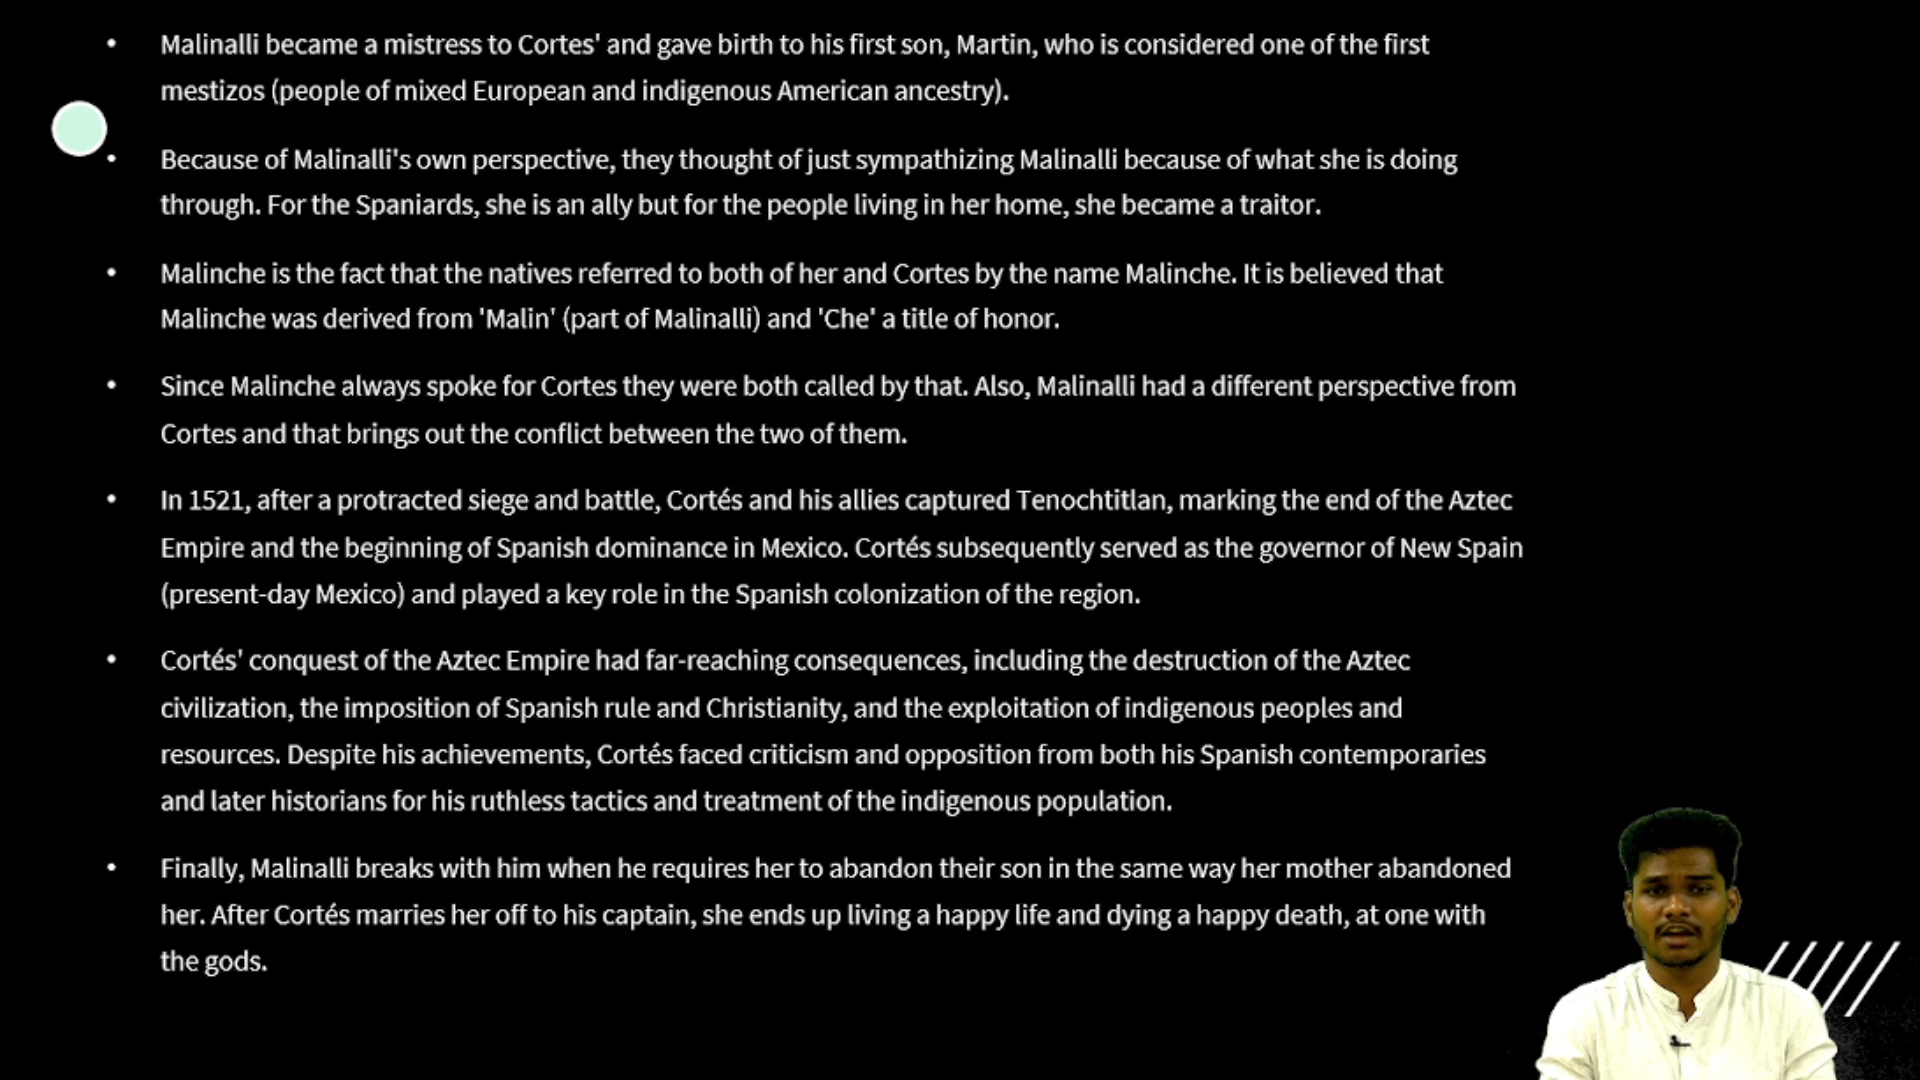 • Malinalli became a mistress to Cortes' and gave birth to his first son, Martin, who is considered one of the first
mestizos (people of mixed European and indigenous American ancestry).
• Because of Malinalli's own perspective, they thought of just sympathizing Malinalli because of what she is doing
through. For the Spaniards, she is an ally but for the people living in her home, she became a traitor.
• Malinche is the fact that the natives referred to both of her and Cortes by the name Malinche. It is believed that
Malinche was derived from 'Malin' (part of Malinalli) and 'Che' a title of honor.
• Since Malinche always spoke for Cortes they were both called by that. Also, Malinalli had a different perspective from
Cortes and that brings out the conflict between the two of them.
• In 1521, after a protracted siege and battle, Cortés and his allies captured Tenochtitlan, marking the end of the Aztec
Empire and the beginning of Spanish dominance in Mexico. Cortés subsequently served as the governor of New Spain
(present-day Mexico) and played a key role in the Spanish colonization of the region.
• Cortés' conquest of the Aztec Empire had far-reaching consequences, including the destruction of the Aztec
civilization, the imposition of Spanish rule and Christianity, and the exploitation of indigenous peoples and
resources. Despite his achievements, Cortés faced criticism and opposition from both his Spanish contemporaries
and later historians for his ruthless tactics and treatment of the indigenous population.
• Finally, Malinalli breaks with him when he requires her to abandon their son in the same way her mother abandoned
her. After Cortés marries her off to his captain, she ends up living a happy life and dying a happy death, at one with
the gods.